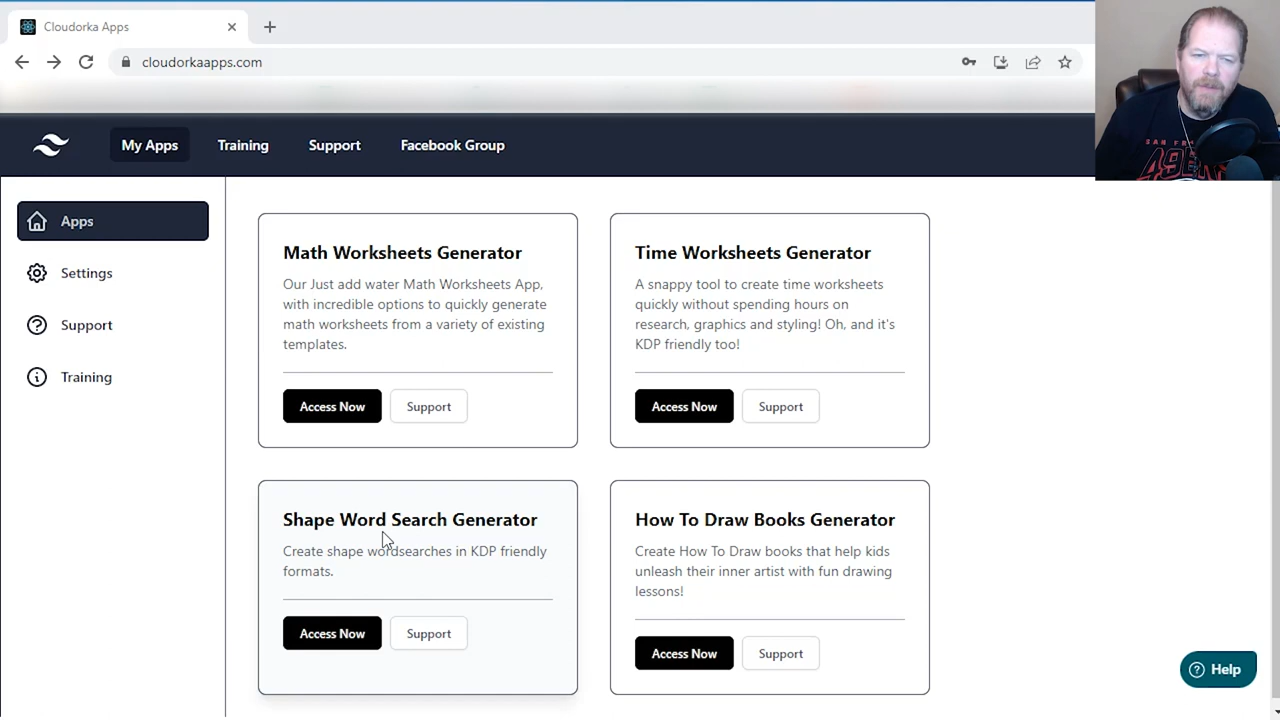 Cloudorka Apps
cloudorkaapps.com
My Apps
Training
Support
Facebook Group
Apps
Settings
Support
Training
Math Worksheets Generator
Our Just add water Math Worksheets App,
with incredible options to quickly generate
math worksheets from a variety of existing
templates.
Access Now
Support
Time Worksheets Generator
A snappy tool to create time worksheets
quickly without spending hours on
research, graphics and styling! Oh, and it's
KDP friendly too!
Access Now
Support
Shape Word Search Generator
Create shape wordsearches in KDP friendly
formats.
Access Now
Support
How To Draw Books Generator
Create How To Draw books that help kids
unleash their inner artist with fun drawing
lessons!
Access Now
Support
Help
SAN FR
49ERS